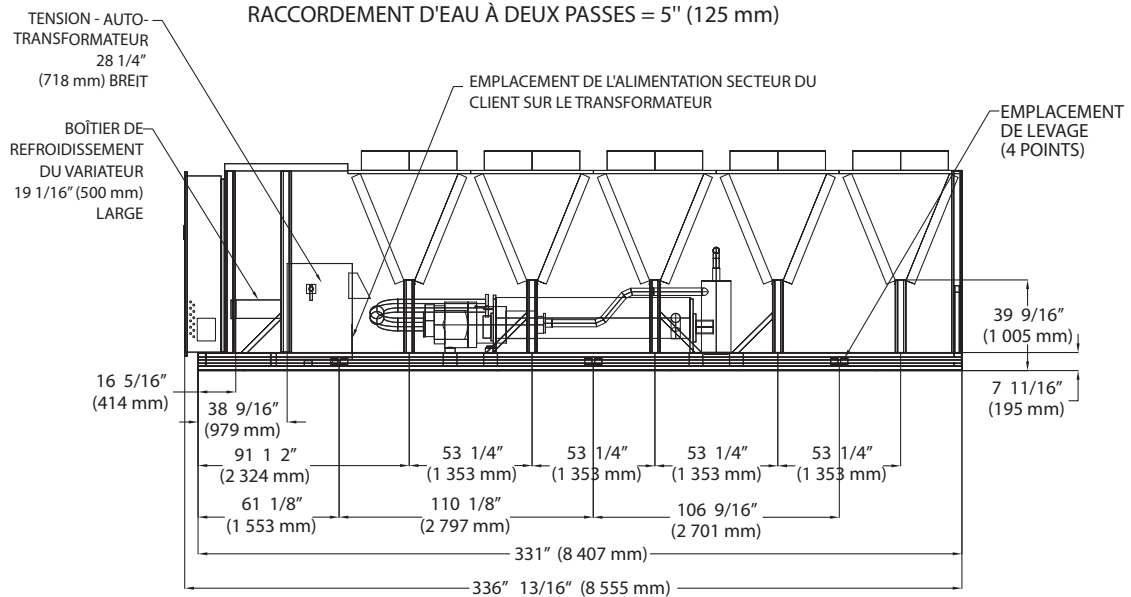 RACCORDEMENT D'EAU À DEUX PASSES = 5'' (125 mm)
TENSION - AUTO-
TRANSFORMATEUR
28 1/4"
(718 mm) BREIT
EMPLACEMENT DE L'ALIMENTATION SECTEUR DU
CLIENT SUR LE TRANSFORMATEUR
EMPLACEMENT
DE LEVAGE
(4 POINTS)
BOÎTIER DE
REFROIDISSEMENT
DU VARIATEUR
19 1/16" (500 mm)
LARGE
39 9/16"
(1 005 mm)
7 11/16"
(195 mm)
16 5/16"
(414 mm)
38 9/16"
(979 mm)
91 1 2"
(2 324 mm)
53 1/4"
(1 353 mm)
53 1/4"
(1 353 mm)
53 1/4"
(1 353 mm)
53 1/4"
(1 353 mm)
61 1/8"
(1 553 mm)
110 1/8"
(2 797 mm)
106 9/16"
(2 701 mm)
331" (8 407 mm)
336" 13/16" (8 555 mm)